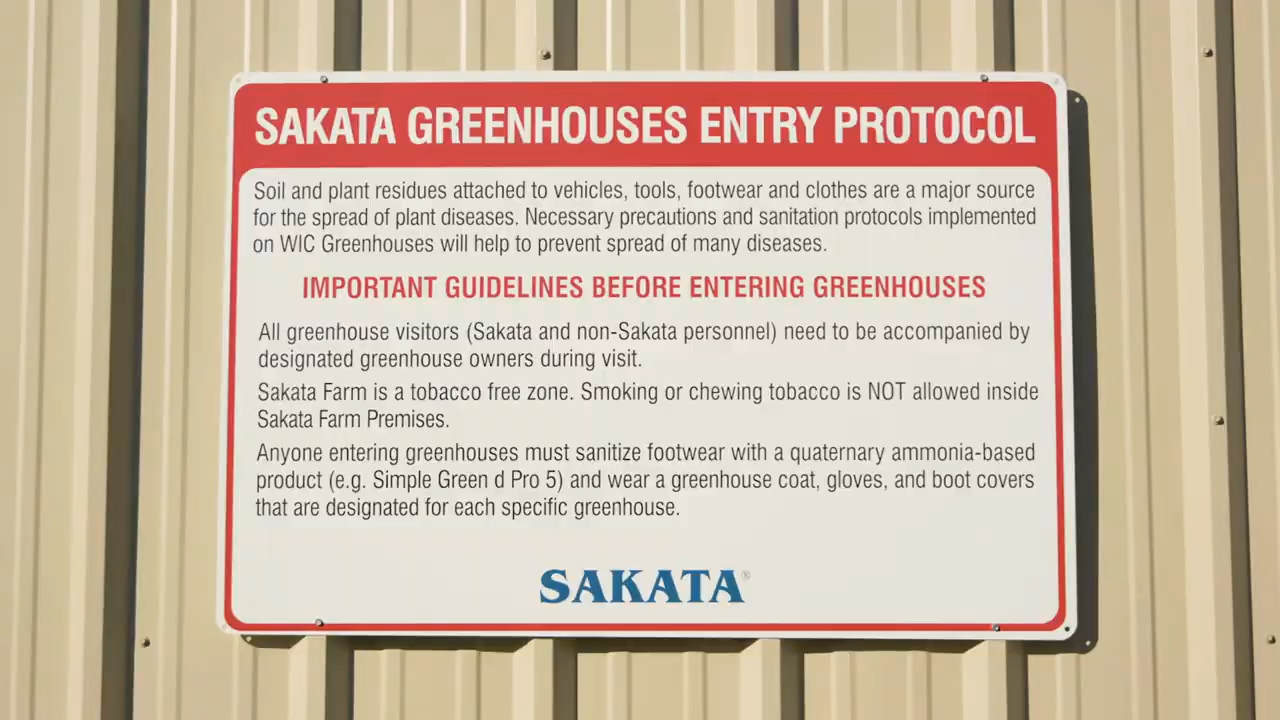 SAKATA GREENHOUSES ENTRY PROTOCOL
Soil and plant residues attached to vehicles, tools, footwear and clothes are a major source
for the spread of plant diseases. Necessary precautions and sanitation protocols implemented
on WIC Greenhouses will help to prevent spread of many diseases.
IMPORTANT GUIDELINES BEFORE ENTERING GREENHOUSES
All greenhouse visitors (Sakata and non-Sakata personnel) need to be accompanied by
designated greenhouse owners during visit.
Sakata Farm is a tobacco free zone. Smoking or chewing tobacco is NOT allowed inside
Sakata Farm Premises.
Anyone entering greenhouses must sanitize footwear with a quaternary ammonia-based
product (e.g. Simple Green d Pro 5) and wear a greenhouse coat, gloves, and boot covers
that are designated for each specific greenhouse.
SAKATA®